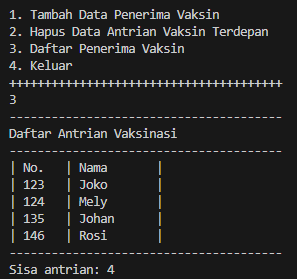 1. Tambah Data Penerima Vaksin
2. Hapus Data Antrian Vaksin Terdepan
3. Daftar Penerima Vaksin
4. Keluar
+++++++++++++++++++++++++++++++++++++++
3
---------------------------------------
Daftar Antrian Vaksinasi
---------------------------------------
| No. | Nama |
| 123 | Joko |
| 124 | Mely |
| 135 | Johan |
| 146 | Rosi |
---------------------------------------
Sisa antrian: 4